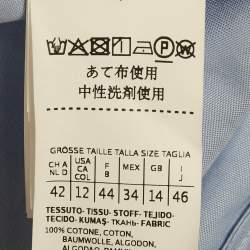 あて布使用
中性洗剤使用
GRÖSSE TAILLE TALLA SIZE TAGLIA
CH A NL D USA CA COL F B MEX GB I J
42 12 44 34 14 46
TESSUTO-TISSU-STOFF-TEJIDO-
TECIDO-KUMAŞ-ТКАНЬ-FABRIC
100% COTONE, COTON,
BAUMWOLLE, ALGODON,